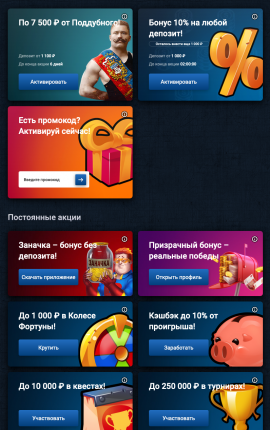 По 7 500 ₽ от Поддубного!
Депозит от 1 100 ₽
До конца акции 6 дней
Активировать
Бонус 10% на любой
депозит!
Осталось выдать еще 1 000 ₽
Депозит от 1 000 ₽
До конца акции 02:00:00
Активировать
Есть промокод?
Активируй сейчас!
Введите промокод
Постоянные акции
Заначка – бонус без
депозита!
ЗАНАЧКА
Скачать приложение
Призрачный бонус –
реальные победы
Открыть профиль
До 1 000 ₽ в Колесе
Фортуны!
Крутить
Кэшбэк до 10% от
проигрыша!
Заработать
До 10 000 ₽ в квестах!
Участвовать
До 250 000 ₽ в турнирах!
Участвовать